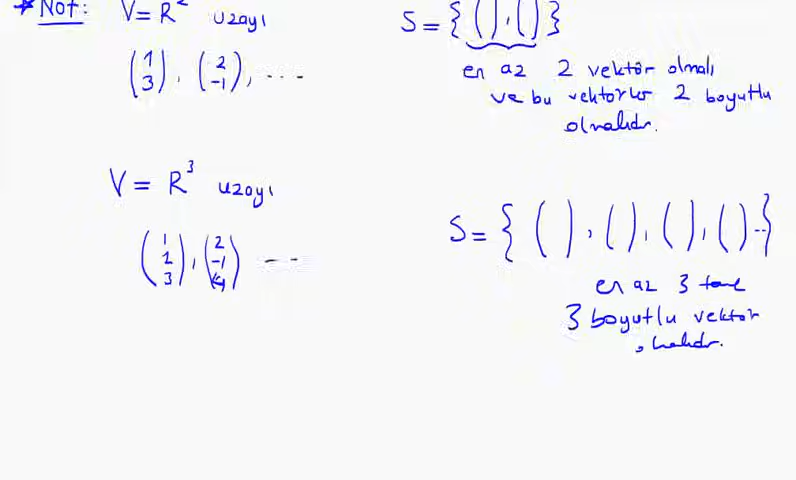 * Not: V = R² uzayı
(1 3), (2 -1), ...
S = { ( ), ( ) }
en az 2 vektör olmalı
ve bu vektörler 2 boyutlu
olmalıdır.
V = R³ uzayı
(1 2 3), (2 -1 4) ...
S = { ( ), ( ), ( ), ( ) .. }
en az 3 tane
3 boyutlu vektör
olmalıdır.